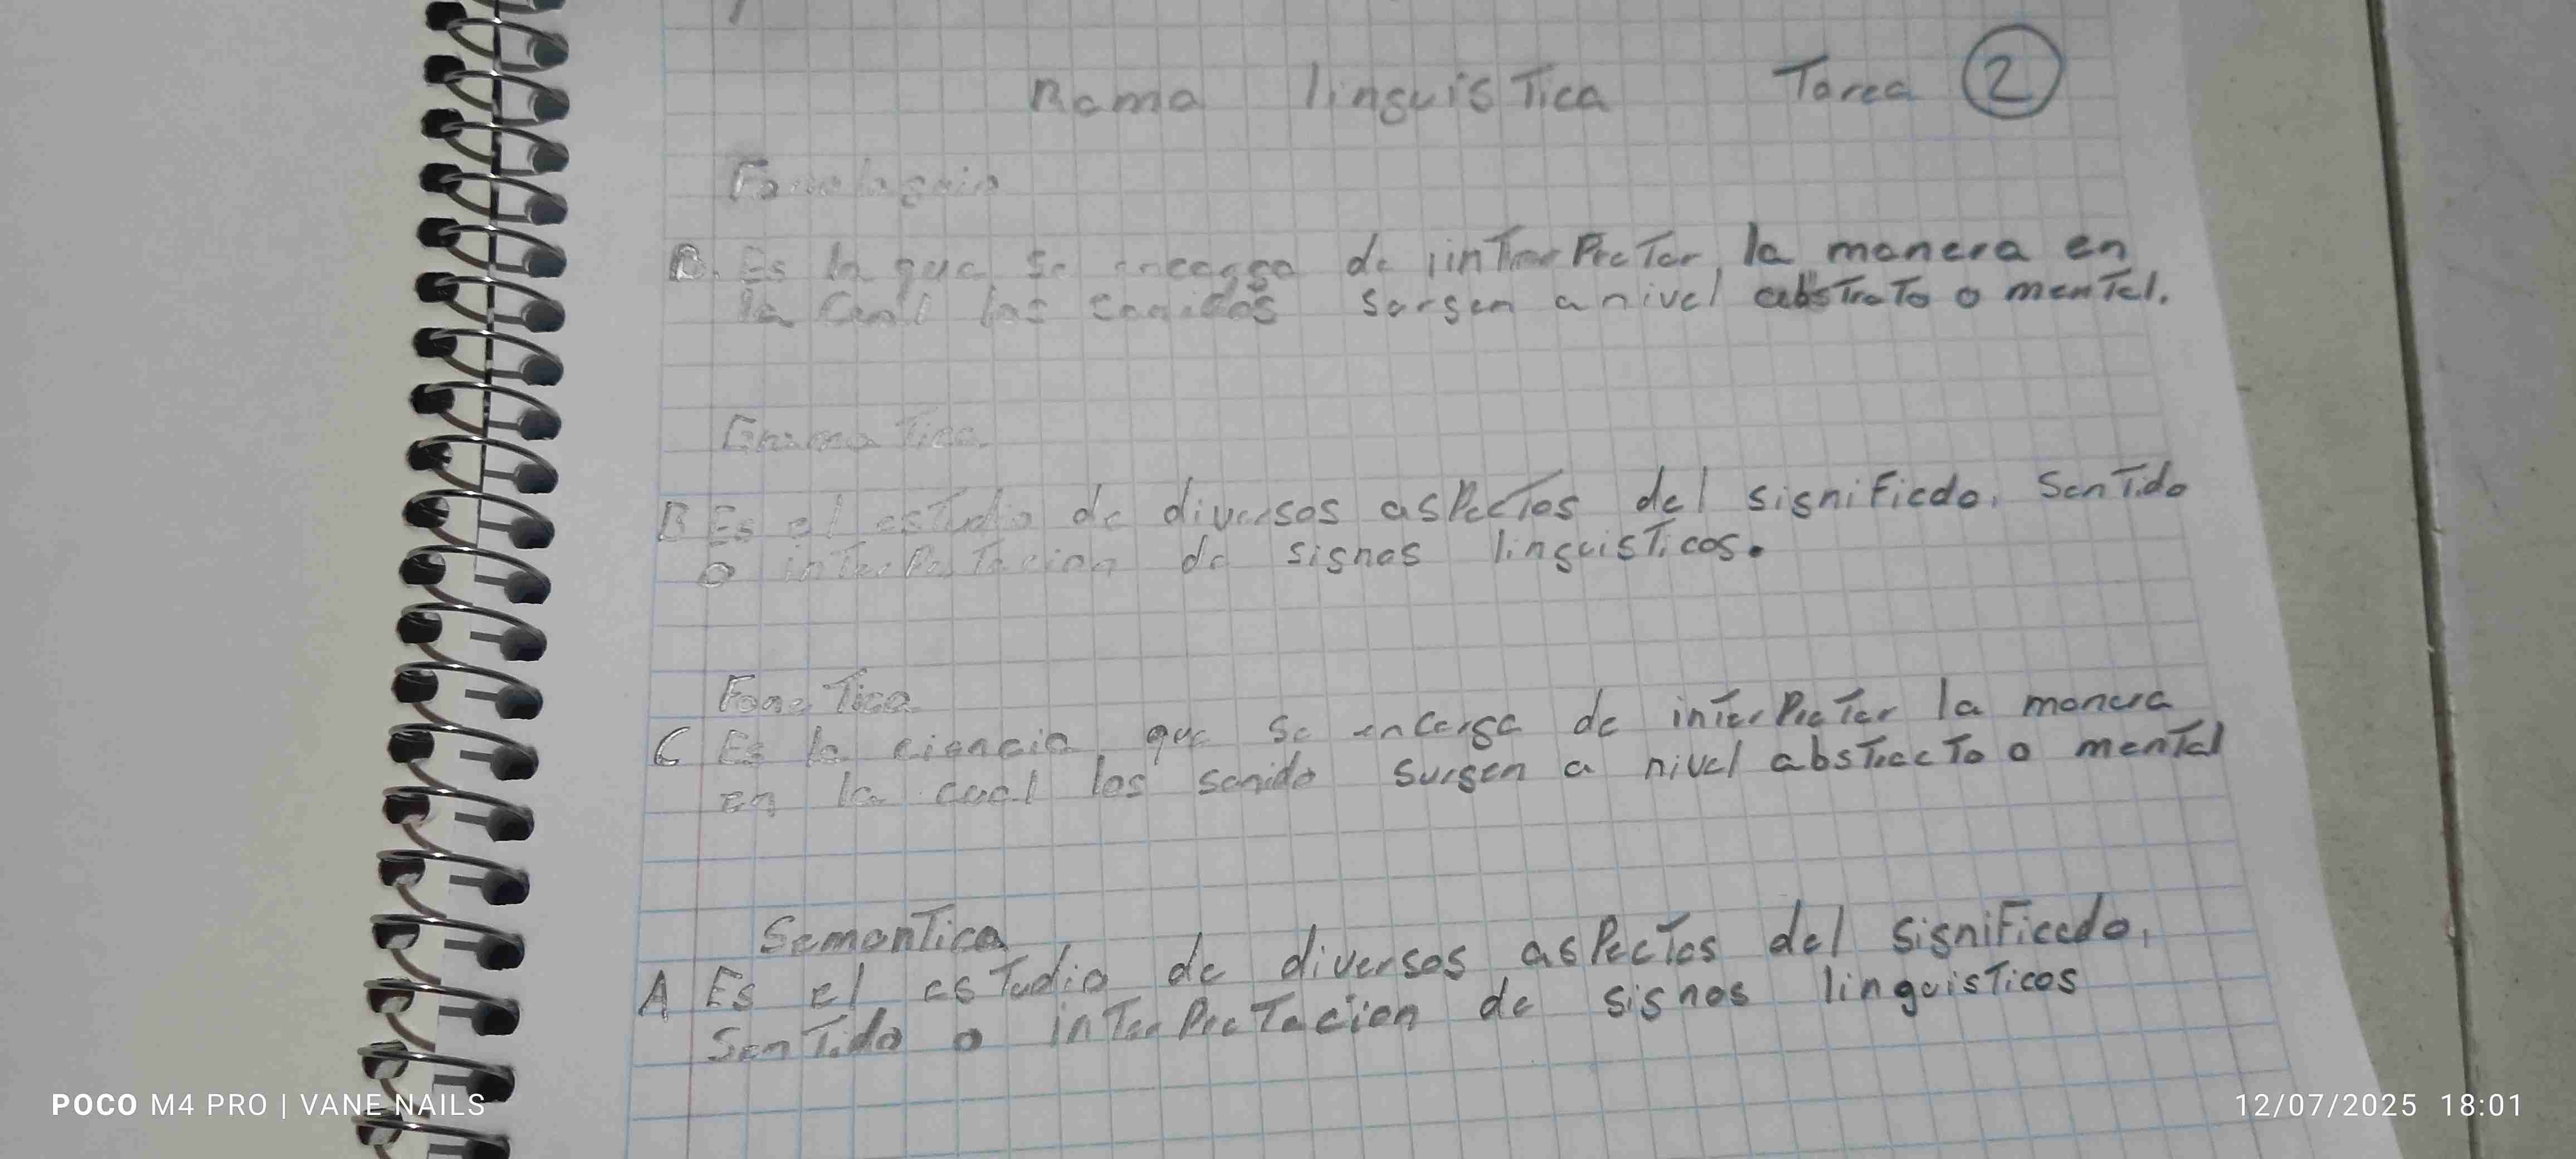 Rama linguistica Tarea 2
Fonologuia
D. Es la que se encarga de iinTrerPreTar, la manera en
la cual los sonidos surgen a nivel abstraTo o menTal.
GramaTica
B Es el esTudio de diversos asPecTos del significado, SenTido
o interPeTacion de signos linguisTicos.
FoneTica
C Es la ciencia que se encarga de interPreTar la manera
en la cual los sonido surgen a nivel absTracTo o menTal
SemanTica
A Es el esTudio de diversos asPecTos del significado,
SenTido o inTerPreTacion de signos linguisTicos
POCO M4 PRO | VANE NAILS
12/07/2025 18:01